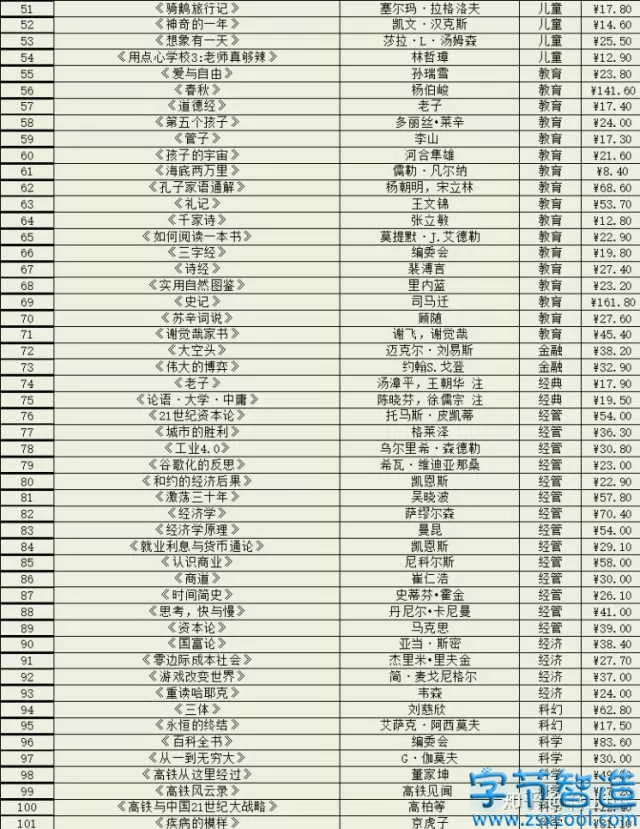 51 《骑鹅旅行记》 塞尔玛·拉格洛夫 儿童 ¥17.80
52 《神奇的一年》 凯文·汉克斯 儿童 ¥14.60
53 《想象有一天》 莎拉·L·汤姆森 儿童 ¥25.50
54 《用点心学校3:老师真够辣》 林哲璋 儿童 ¥12.90
55 《爱与自由》 孙瑞雪 教育 ¥23.80
56 《春秋》 杨伯峻 教育 ¥141.60
57 《道德经》 老子 教育 ¥17.40
58 《第五个孩子》 多丽丝•莱辛 教育 ¥24.00
59 《管子》 李山 教育 ¥17.30
60 《孩子的宇宙》 河合隼雄 教育 ¥21.60
61 《海底两万里》 儒勒·凡尔纳 教育 ¥8.40
62 《孔子家语通解》 杨朝明，宋立林 教育 ¥68.60
63 《礼记》 王文锦 教育 ¥53.70
64 《千家诗》 张立敏 教育 ¥12.80
65 《如何阅读一本书》 莫提默·J.艾德勒 教育 ¥22.90
66 《三字经》 编委会 教育 ¥19.80
67 《诗经》 裴溥言 教育 ¥27.40
68 《实用自然图鉴》 里内蓝 教育 ¥23.20
69 《史记》 司马迁 教育 ¥161.80
70 《苏辛词说》 顾随 教育 ¥27.60
71 《谢觉哉家书》 谢飞，谢觉哉 教育 ¥45.40
72 《大空头》 迈克尔·刘易斯 金融 ¥38.20
73 《伟大的博弈》 约翰S.戈登 金融 ¥32.90
74 《老子》 汤漳平，王朝华 注 经典 ¥17.90
75 《论语·大学·中庸》 陈晓芬，徐儒宗 注 经典 ¥19.50
76 《21世纪资本论》 托马斯·皮凯蒂 经管 ¥54.00
77 《城市的胜利》 格莱泽 经管 ¥36.30
78 《工业4.0》 乌尔里希·森德勒 经管 ¥30.80
79 《谷歌化的反思》 希瓦·维迪亚那桑 经管 ¥23.00
80 《和约的经济后果》 凯恩斯 经管 ¥22.90
81 《激荡三十年》 吴晓波 经管 ¥57.80
82 《经济学》 萨缪尔森 经管 ¥70.40
83 《经济学原理》 曼昆 经管 ¥54.00
84 《就业利息与货币通论》 凯恩斯 经管 ¥29.10
85 《认识商业》 尼科尔斯 经管 ¥58.00
86 《商道》 崔仁浩 经管 ¥30.00
87 《时间简史》 史蒂芬•霍金 经管 ¥26.10
88 《思考，快与慢》 丹尼尔·卡尼曼 经管 ¥41.00
89 《资本论》 马克思 经管 ¥39.00
90 《国富论》 亚当·斯密 经济 ¥38.40
91 《零边际成本社会》 杰里米•里夫金 经济 ¥27.70
92 《游戏改变世界》 简·麦戈尼格尔 经济 ¥37.00
93 《重读哈耶克》 韦森 经济 ¥24.00
94 《三体》 刘慈欣 科幻 ¥62.80
95 《永恒的终结》 艾萨克·阿西莫夫 科幻 ¥17.50
96 《百科全书》 编委会 科学 ¥83.60
97 《从一到无穷大》 G·伽莫夫 科学 ¥30.00
98 《高铁从这里经过》 董家坤 科学
99 《高铁风云录》 高铁见闻
100 《高铁与中国21世纪大战略》 高柏等
101 《疾病的模样》 京虎子
字节智造
www.zsxcool.com